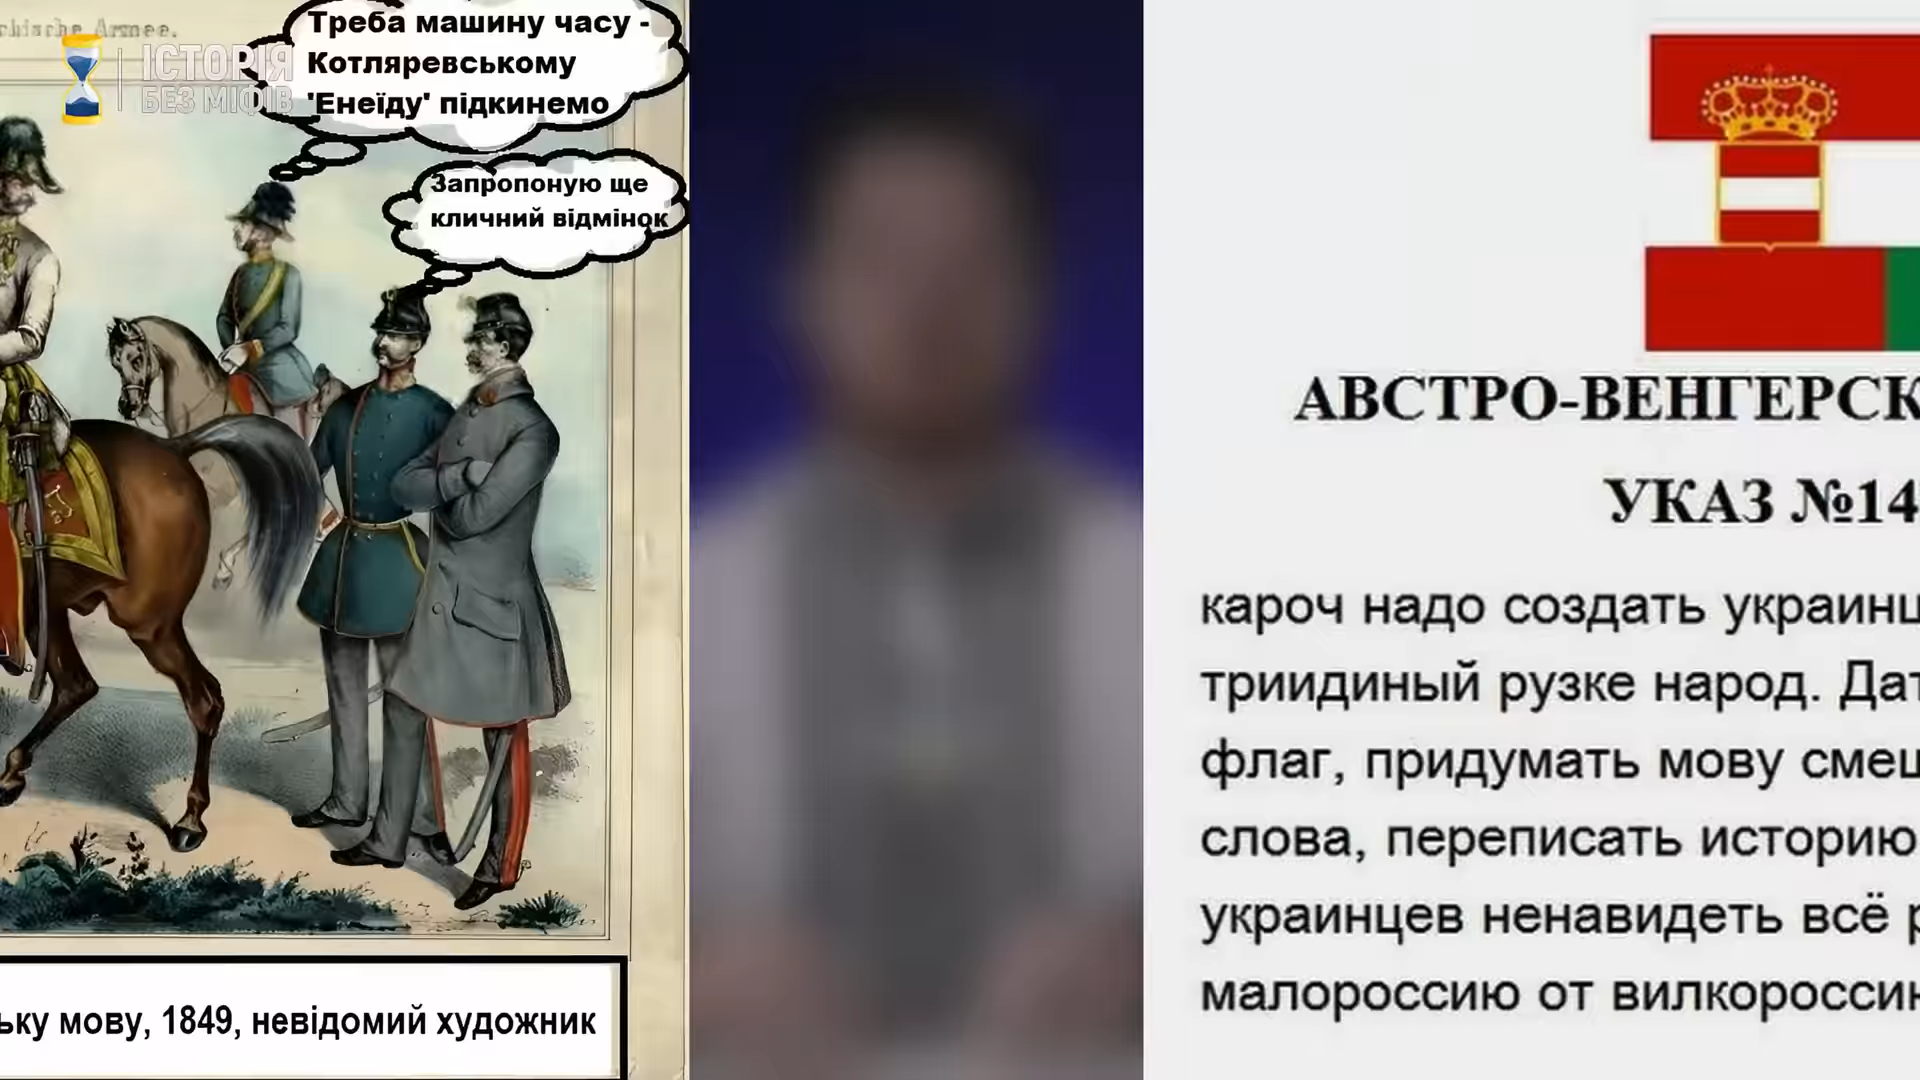 chische Armee.
ІСТОРІЯ
БЕЗ МІФІВ
Треба машину часу -
Котляревському
'Енеїду' підкинемо
Запропоную ще
кличний відмінок
ьку мову, 1849, невідомий художник
АВСТРО-ВЕНГЕРСК
УКАЗ №14
кароч надо создать украинц
триидиный рузке народ. Дат
флаг, придумать мову смеш
слова, переписать историю
украинцев ненавидеть всё р
малороссию от вилкороссин